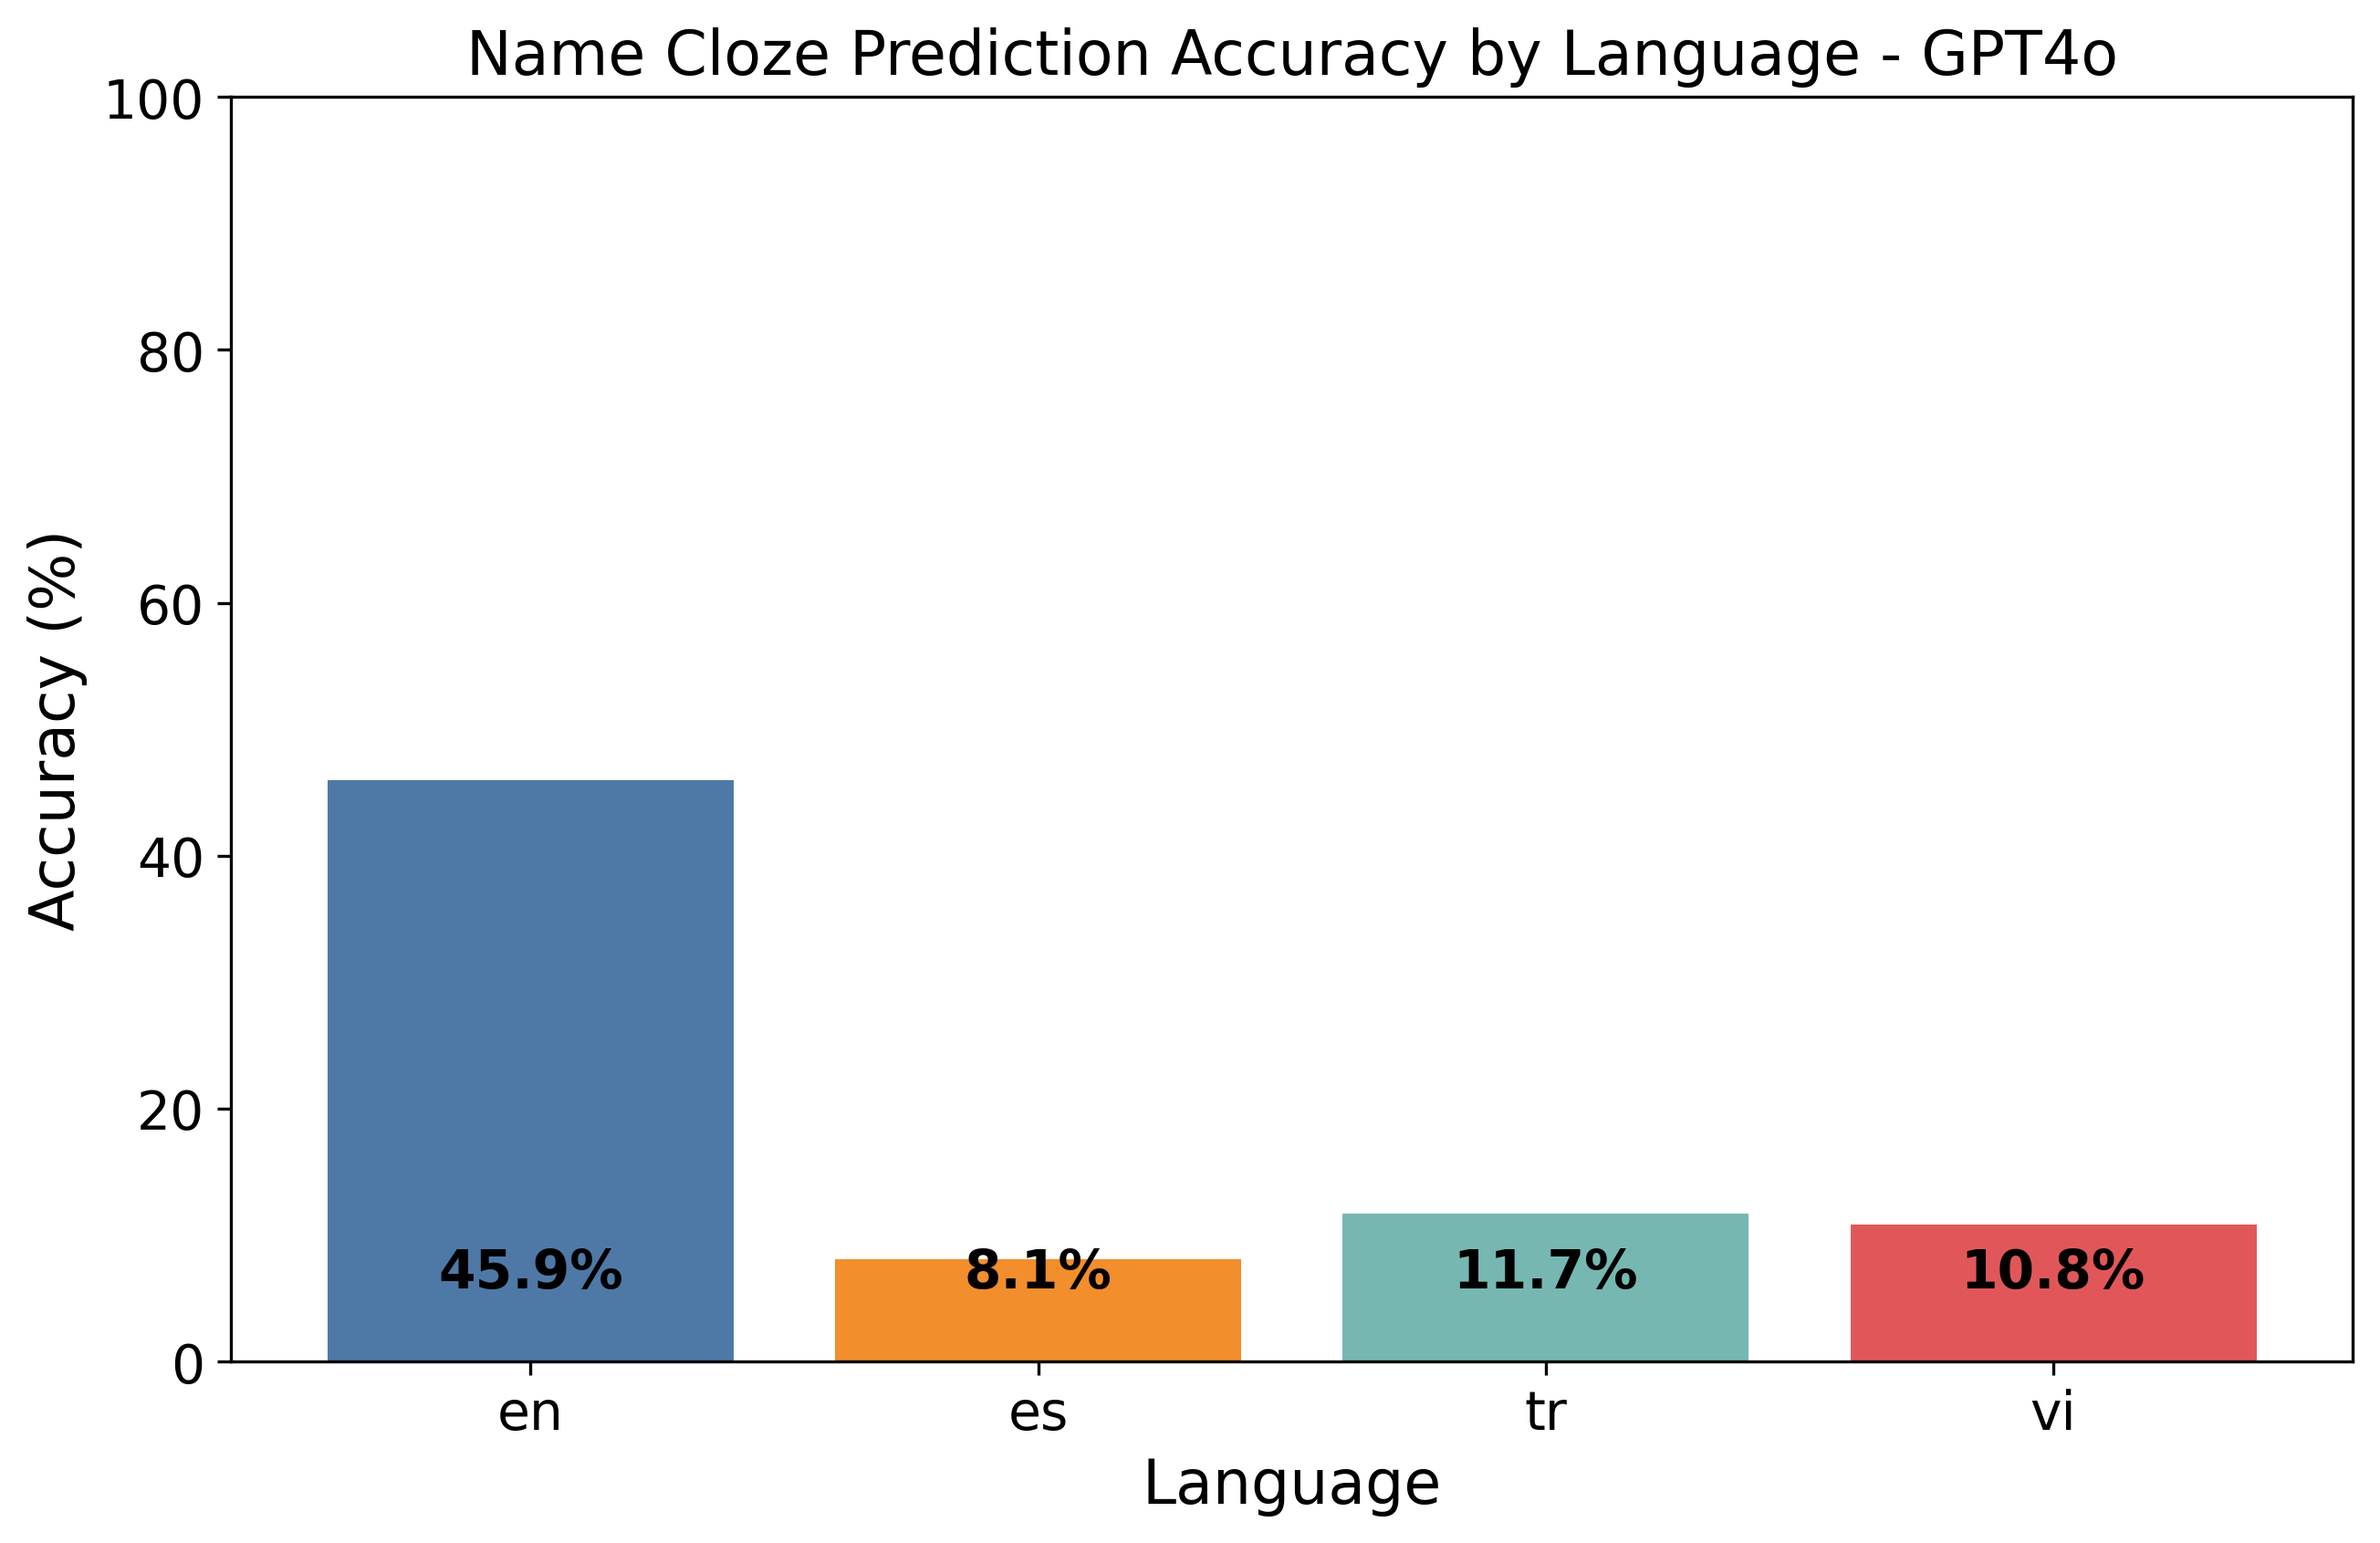 Name Cloze Prediction Accuracy by Language - GPT4o
Accuracy (%)
100
80
60
40
20
0
45.9%
8.1%
11.7%
10.8%
en
es
tr
vi
Language